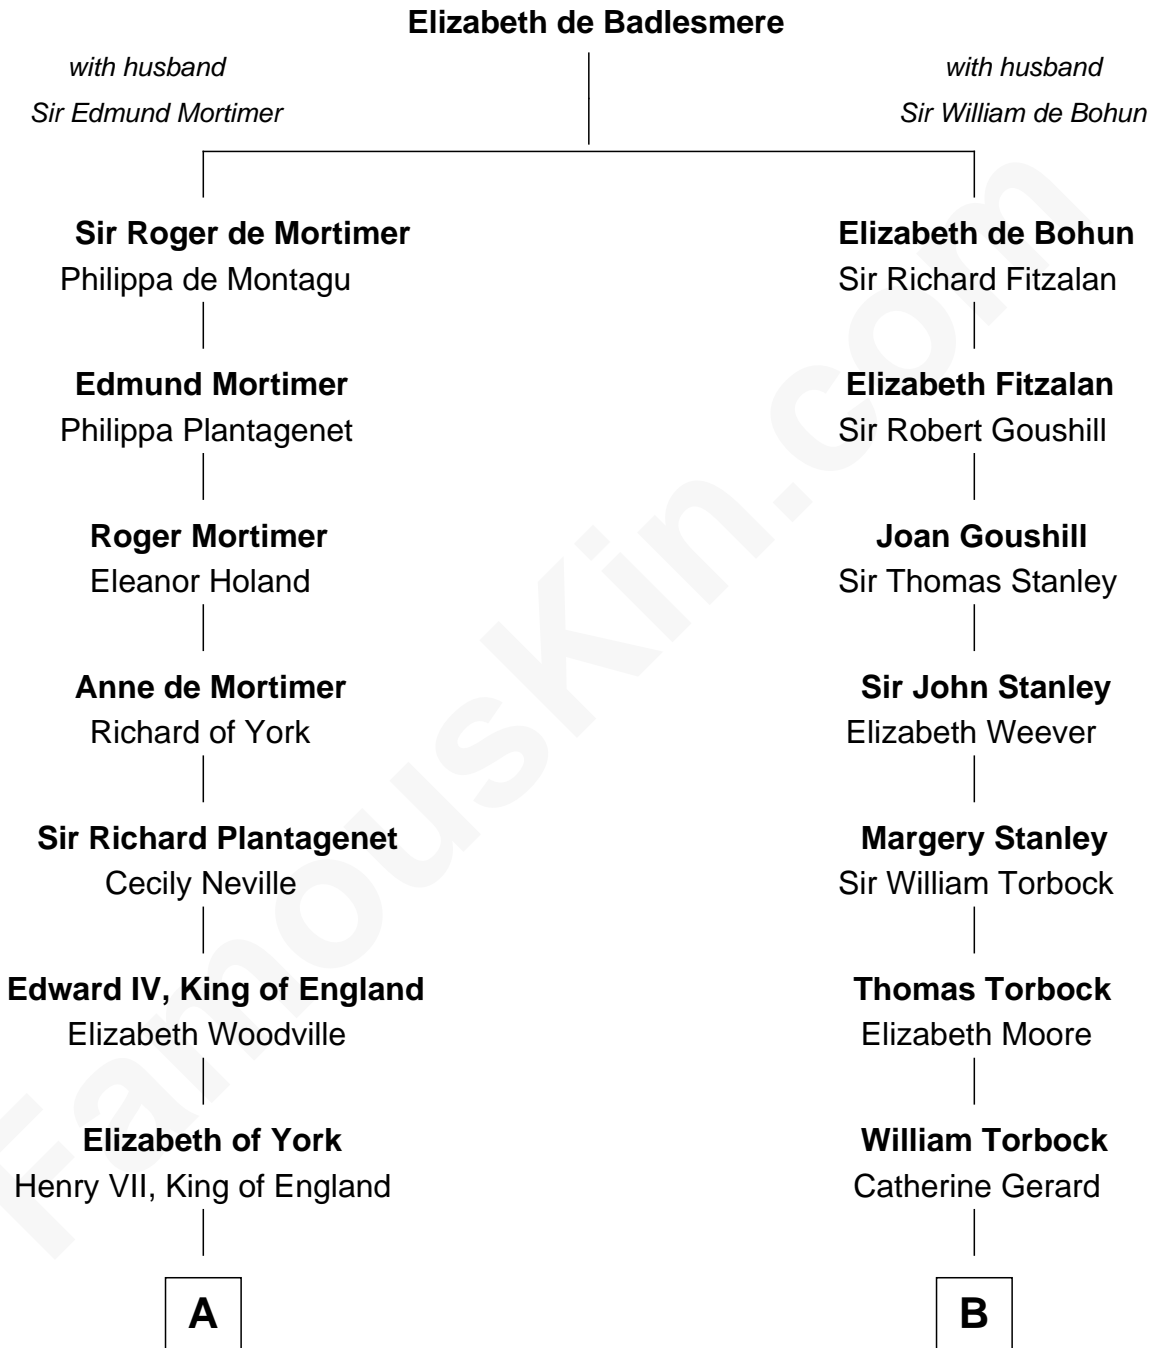 Elizabeth de Badlesmere
with husband
Sir Edmund Mortimer
with husband
Sir William de Bohun
Sir Roger de Mortimer
Philippa de Montagu
Edmund Mortimer
Philippa Plantagenet
Roger Mortimer
Eleanor Holand
Anne de Mortimer
Richard of York
Sir Richard Plantagenet
Cecily Neville
Edward IV, King of England
Elizabeth Woodville
Elizabeth of York
Henry VII, King of England
A
Elizabeth de Bohun
Sir Richard Fitzalan
Elizabeth Fitzalan
Sir Robert Goushill
Joan Goushill
Sir Thomas Stanley
Sir John Stanley
Elizabeth Weever
Margery Stanley
Sir William Torbock
Thomas Torbock
Elizabeth Moore
William Torbock
Catherine Gerard
B
FamousKin.com